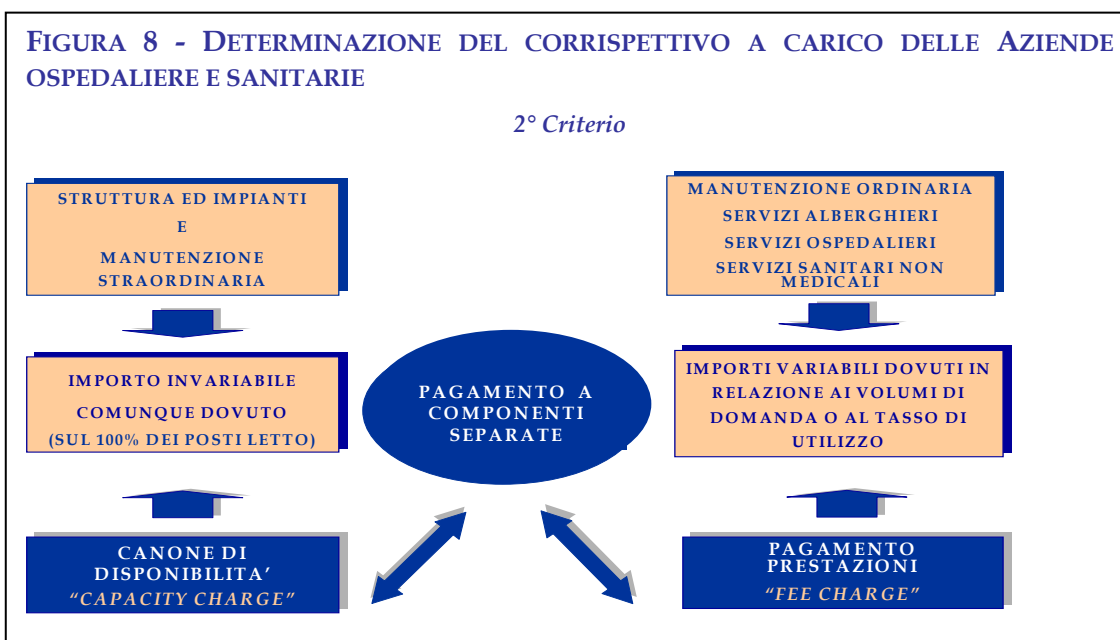 FIGURA 8 - DETERMINAZIONE DEL CORRISPETTIVO A CARICO DELLE AZIENDE
OSPEDALIERE E SANITARIE
2° Criterio
STRUTTURA ED IMPIANTI
E
MANUTENZIONE
STRAORDINARIA
MANUTENZIONE ORDINARIA
SERVIZI ALBERGHIERI
SERVIZI OSPEDALIERI
SERVIZI SANITARI NON
MEDICALI
IMPORTO INVARIABILE
COMUNQUE DOVUTO
(SUL 100% DEI POSTI LETTO)
PAGAMENTO A
COMPONENTI
SEPARATE
IMPORTI VARIABILI DOVUTI IN
RELAZIONE AI VOLUMI DI
DOMANDA O AL TASSO DI
UTILIZZO
CANONE DI
DISPONIBILITA’
“CAPACITY CHARGE”
PAGAMENTO
PRESTAZIONI
“FEE CHARGE”